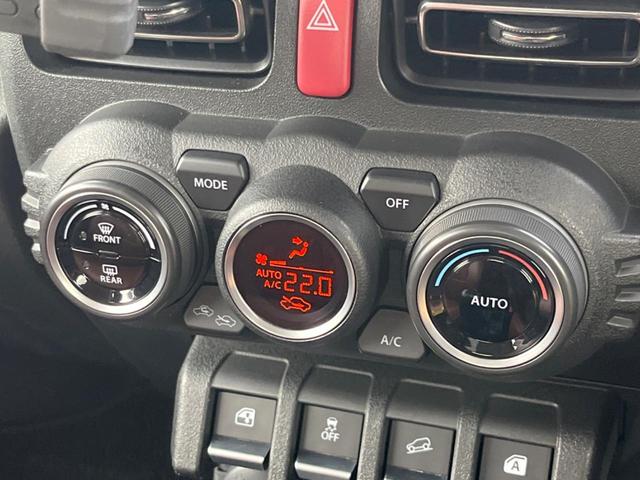 MODE
OFF
FRONT
REAR
AUTO
A/C
22.0
AUTO
A/C
OFF
A